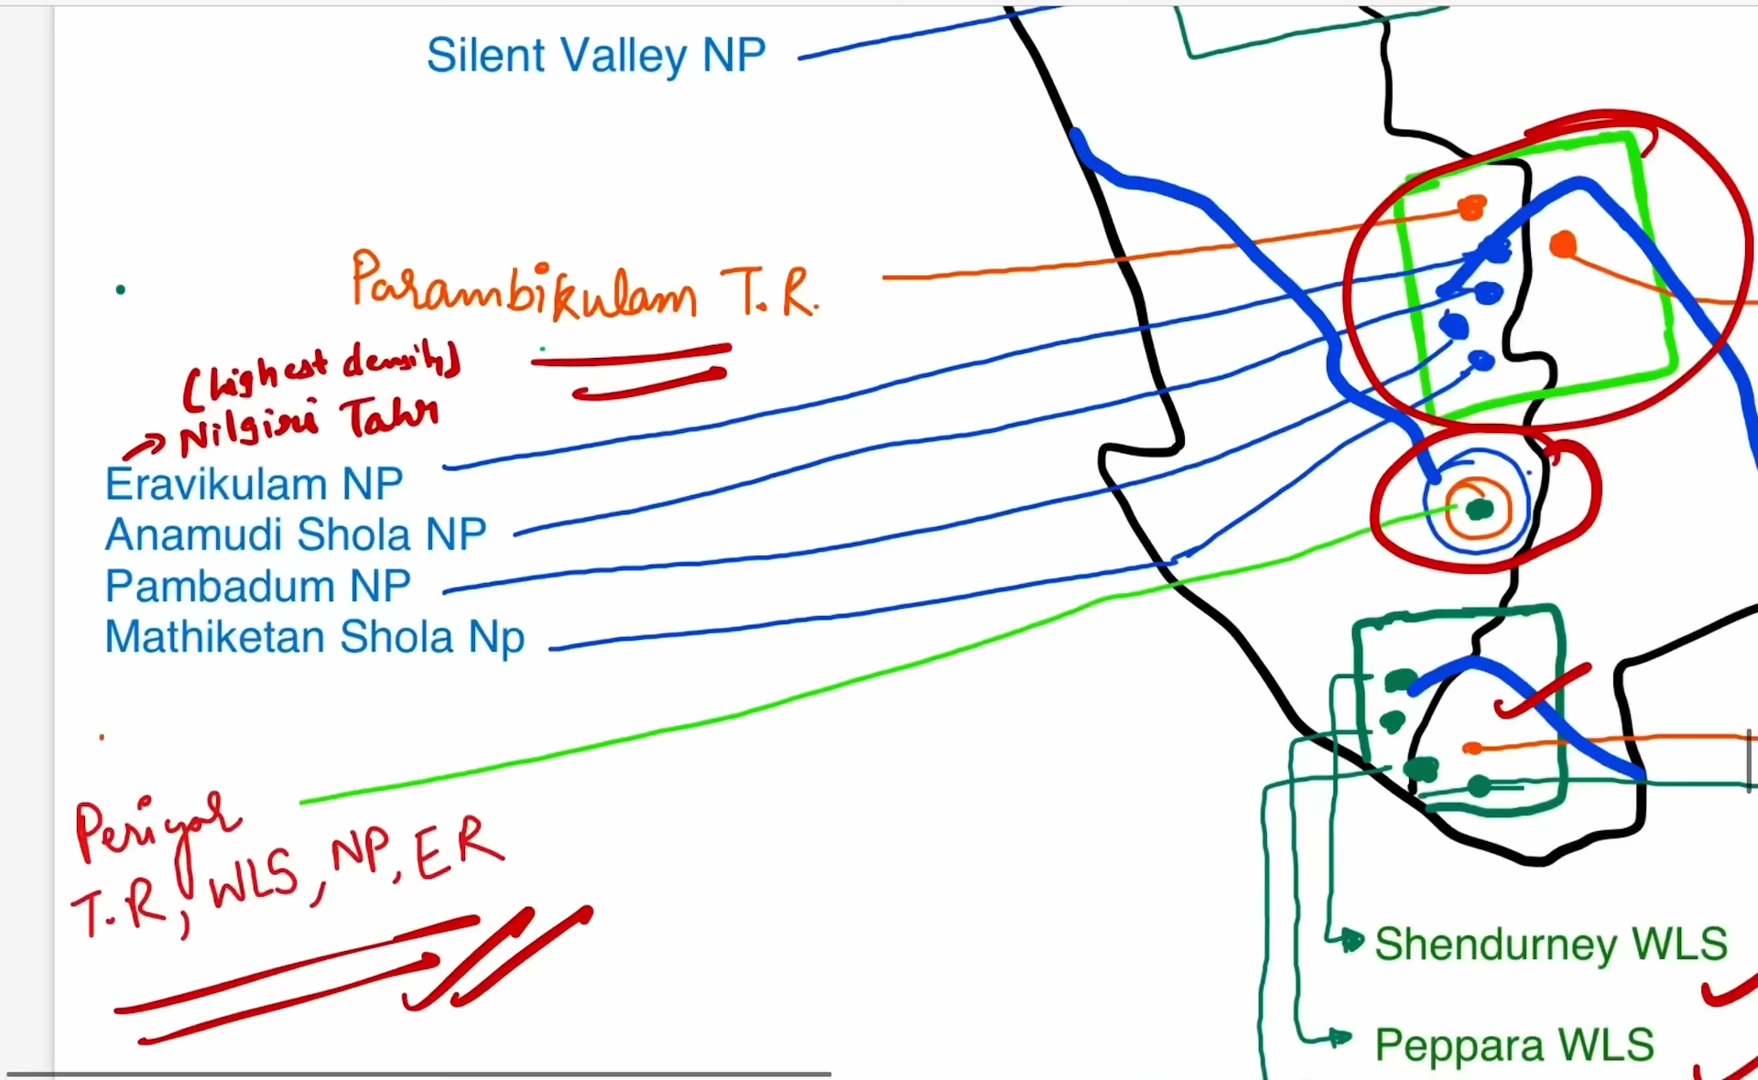 Silent Valley NP
Parambikulam T.R.
(highest density)
→ Nilgiri Tahr
Eravikulam NP
Anamudi Shola NP
Pambadum NP
Mathiketan Shola Np
Periyar
T.R, WLS, NP, ER
Shendurney WLS
Peppara WLS